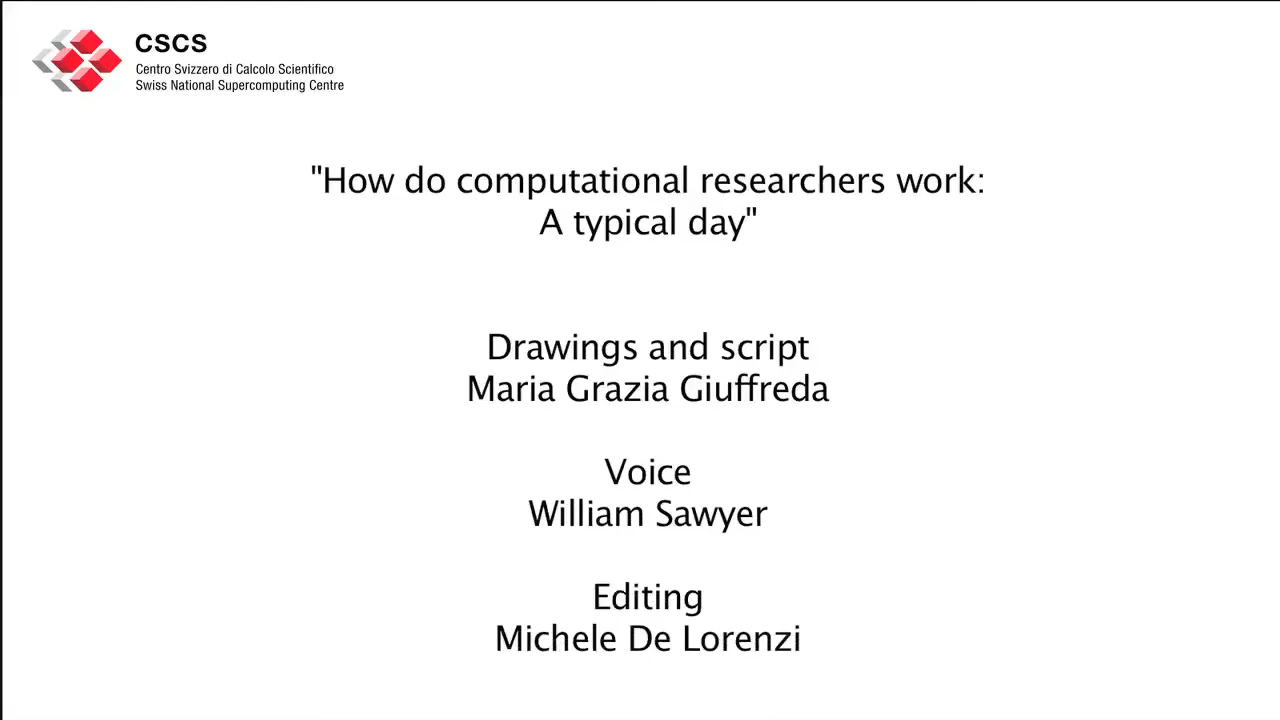 CSCS
Centro Svizzero di Calcolo Scientifico
Swiss National Supercomputing Centre
"How do computational researchers work:
A typical day"
Drawings and script
Maria Grazia Giuffreda
Voice
William Sawyer
Editing
Michele De Lorenzi